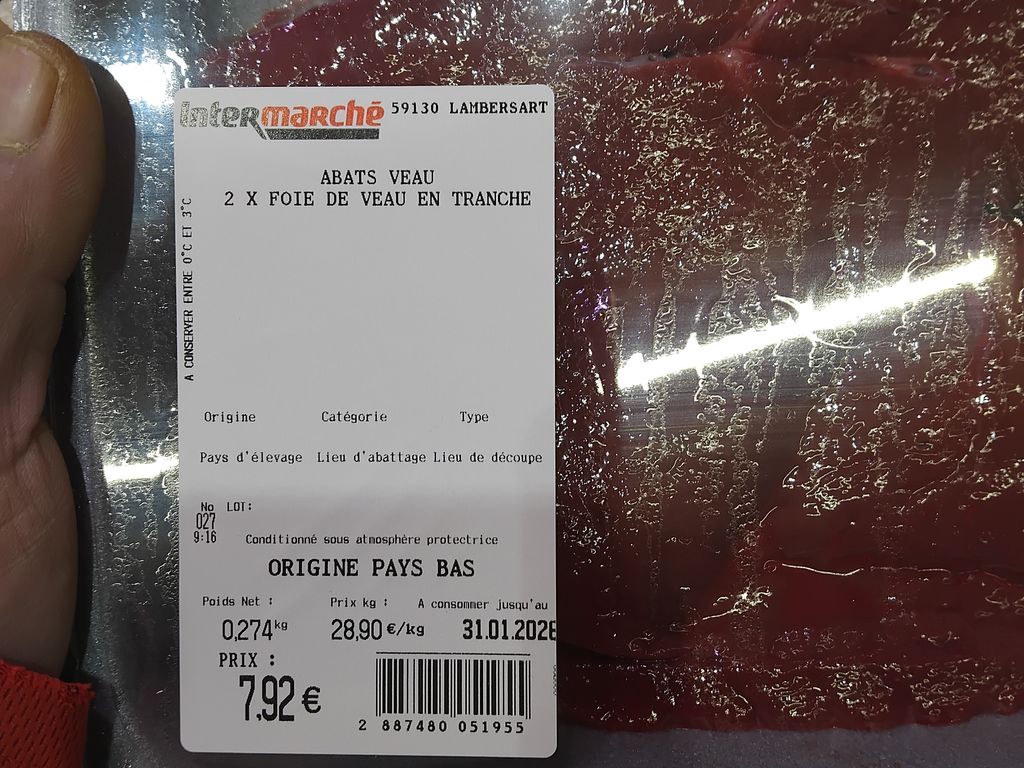 Intermarché 59130 LAMBERSART
ABATS VEAU
2 X FOIE DE VEAU EN TRANCHE
A CONSERVER ENTRE 0°C ET 3°C
Origine Catégorie Type
Pays d'élevage Lieu d'abattage Lieu de découpe
No LOT:
027
9:16 Conditionné sous atmosphère protectrice
ORIGINE PAYS BAS
Poids Net : Prix kg : A consommer jusqu'au
0,274kg 28,90 €/kg 31.01.2026
PRIX :
7,92 €
2 887480 051955